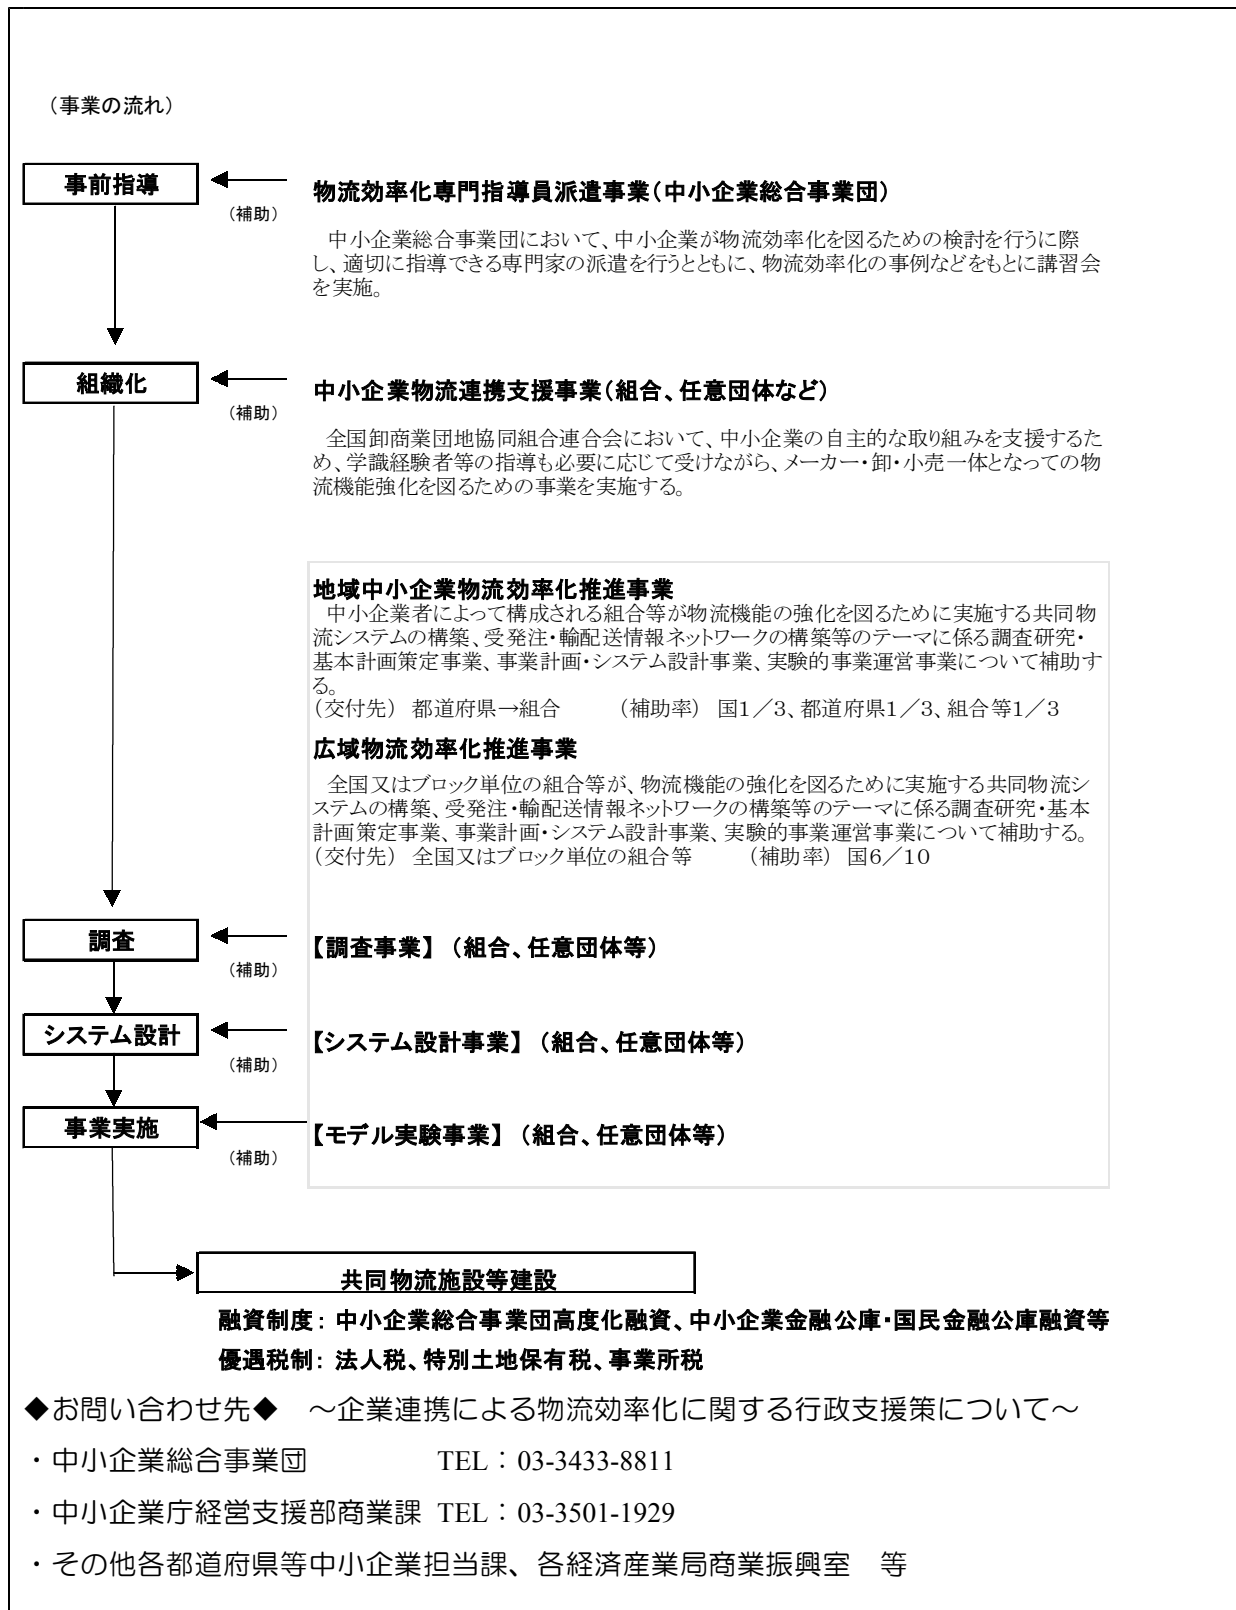 （事業の流れ）
事前指導
（補助）
物流効率化専門指導員派遣事業（中小企業総合事業団）
中小企業総合事業団において、中小企業が物流効率化を図るための検討を行うに際
し、適切に指導できる専門家の派遣を行うとともに、物流効率化の事例などをもとに講習会
を実施。
組織化
（補助）
中小企業物流連携支援事業（組合、任意団体など）
全国卸商業団地協同組合連合会において、中小企業の自主的な取り組みを支援するた
め、学識経験者等の指導も必要に応じて受けながら、メーカー・卸・小売一体となっての物
流機能強化を図るための事業を実施する。
地域中小企業物流効率化推進事業
中小企業者によって構成される組合等が物流機能の強化を図るために実施する共同物
流システムの構築、受発注・輸配送情報ネットワークの構築等のテーマに係る調査研究・
基本計画策定事業、事業計画・システム設計事業、実験的事業運営事業について補助す
る。
（交付先） 都道府県→組合　　（補助率） 国1／3、都道府県1／3、組合等1／3
広域物流効率化推進事業
全国又はブロック単位の組合等が、物流機能の強化を図るために実施する共同物流シ
ステムの構築、受発注・輸配送情報ネットワークの構築等のテーマに係る調査研究・基本
計画策定事業、事業計画・システム設計事業、実験的事業運営事業について補助する。
（交付先） 全国又はブロック単位の組合等　　（補助率） 国6／10
調査
（補助）
【調査事業】（組合、任意団体等）
システム設計
（補助）
【システム設計事業】（組合、任意団体等）
事業実施
（補助）
【モデル実験事業】（組合、任意団体等）
共同物流施設等建設
融資制度：中小企業総合事業団高度化融資、中小企業金融公庫・国民金融公庫融資等
優遇税制：法人税、特別土地保有税、事業所税
◆お問い合わせ先◆　～企業連携による物流効率化に関する行政支援策について～
・中小企業総合事業団　TEL：03-3433-8811
・中小企業庁経営支援部商業課 TEL：03-3501-1929
・その他各都道府県等中小企業担当課、各経済産業局商業振興室　等